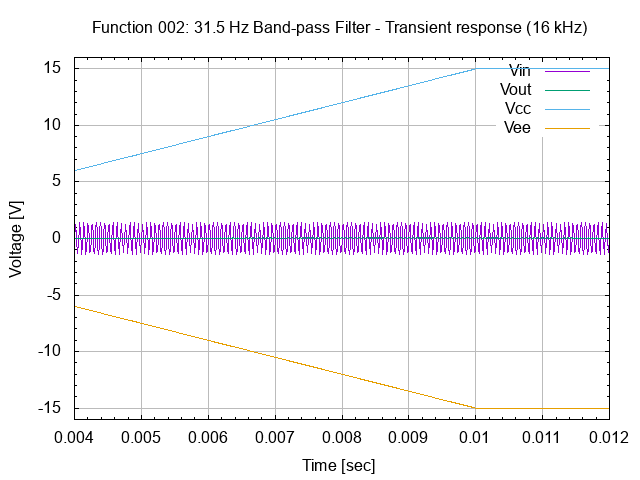 Function 002: 31.5 Hz Band-pass Filter - Transient response (16 kHz)
Vin
Vout
Vcc
Vee
15
10
5
0
-5
-10
-15
Voltage [V]
0.004 0.005 0.006 0.007 0.008 0.009 0.01 0.011 0.012
Time [sec]